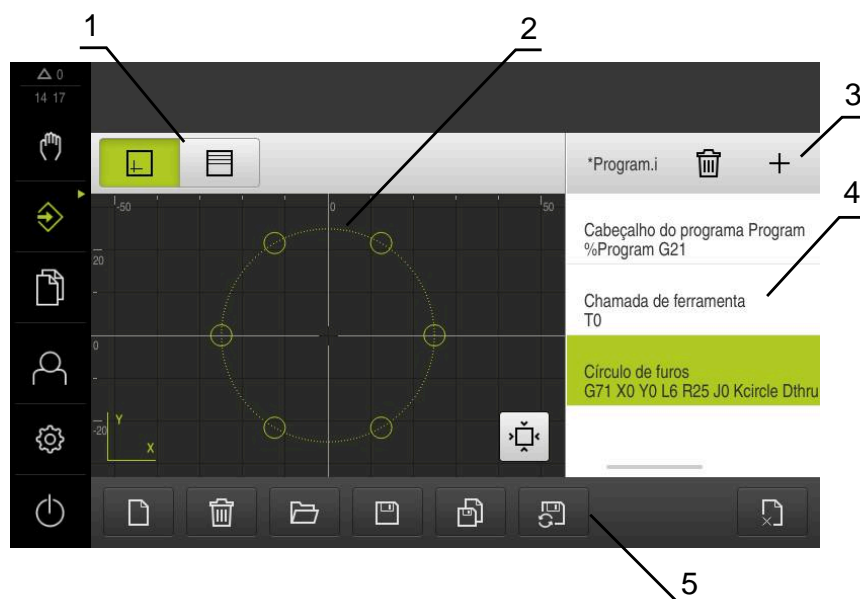 1
2
3
4
5
0
14 17
*Program.i
-50
0
50
20
0
-20
Y
X
Cabeçalho do programa Program
%Program G21
Chamada de ferramenta
T0
Círculo de furos
G71 X0 Y0 L6 R25 J0 Kcircle Dthru